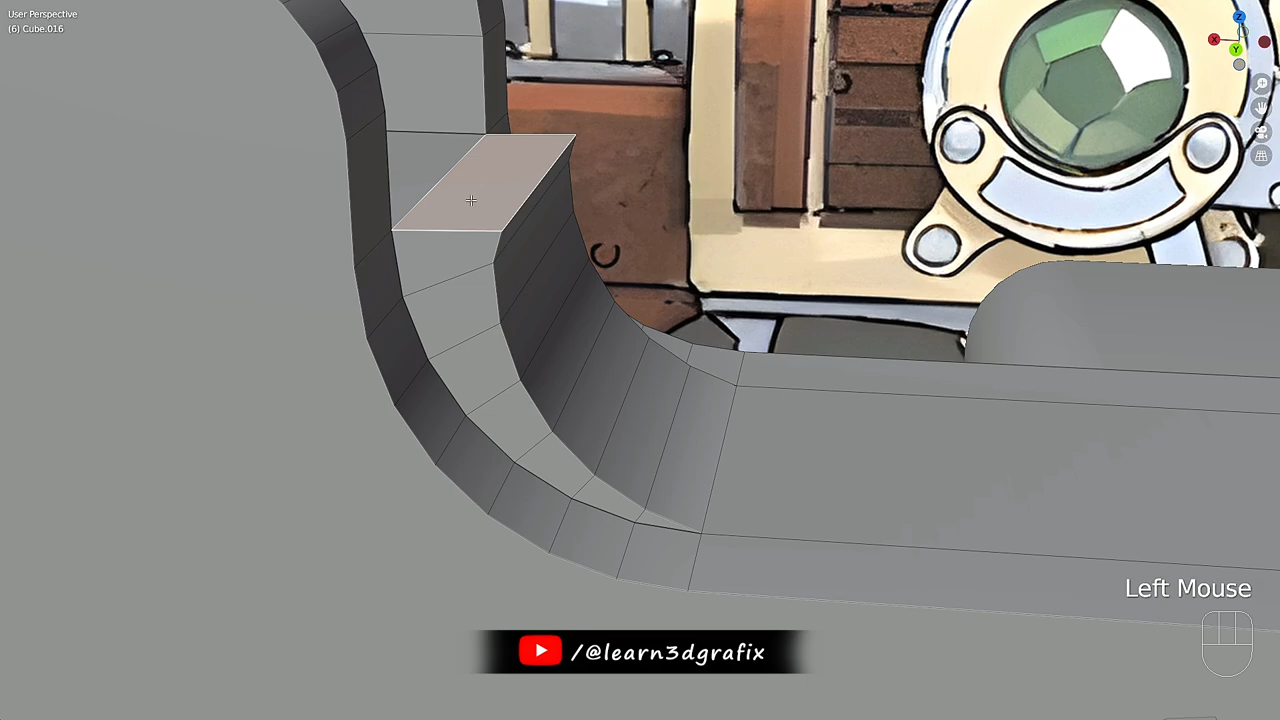 User Perspective
(6) Cube.016
Z
X
Y
Left Mouse
/@learn3dgrafix